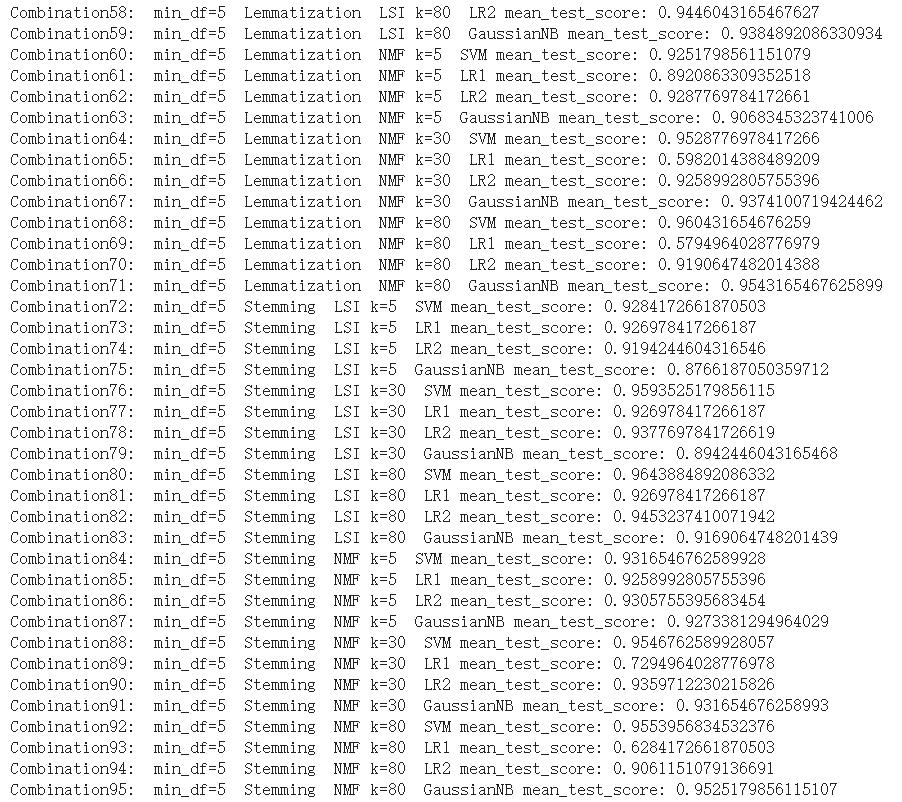 Combination58:  min_df=5  Lemmatization  LSI k=80  LR2 mean_test_score: 0.9446043165467627
Combination59:  min_df=5  Lemmatization  LSI k=80  GaussianNB mean_test_score: 0.9384892086330934
Combination60:  min_df=5  Lemmatization  NMF k=5  SVM mean_test_score: 0.9251798561151079
Combination61:  min_df=5  Lemmatization  NMF k=5  LR1 mean_test_score: 0.8920863309352518
Combination62:  min_df=5  Lemmatization  NMF k=5  LR2 mean_test_score: 0.9287769784172661
Combination63:  min_df=5  Lemmatization  NMF k=5  GaussianNB mean_test_score: 0.9068345323741006
Combination64:  min_df=5  Lemmatization  NMF k=30  SVM mean_test_score: 0.9528776978417266
Combination65:  min_df=5  Lemmatization  NMF k=30  LR1 mean_test_score: 0.5982014388489209
Combination66:  min_df=5  Lemmatization  NMF k=30  LR2 mean_test_score: 0.9258992805755396
Combination67:  min_df=5  Lemmatization  NMF k=30  GaussianNB mean_test_score: 0.9374100719424462
Combination68:  min_df=5  Lemmatization  NMF k=80  SVM mean_test_score: 0.960431654676259
Combination69:  min_df=5  Lemmatization  NMF k=80  LR1 mean_test_score: 0.5794964028776979
Combination70:  min_df=5  Lemmatization  NMF k=80  LR2 mean_test_score: 0.9190647482014388
Combination71:  min_df=5  Lemmatization  NMF k=80  GaussianNB mean_test_score: 0.9543165467625899
Combination72:  min_df=5  Stemming  LSI k=5  SVM mean_test_score: 0.9284172661870503
Combination73:  min_df=5  Stemming  LSI k=5  LR1 mean_test_score: 0.926978417266187
Combination74:  min_df=5  Stemming  LSI k=5  LR2 mean_test_score: 0.9194244604316546
Combination75:  min_df=5  Stemming  LSI k=5  GaussianNB mean_test_score: 0.8766187050359712
Combination76:  min_df=5  Stemming  LSI k=30  SVM mean_test_score: 0.9593525179856115
Combination77:  min_df=5  Stemming  LSI k=30  LR1 mean_test_score: 0.926978417266187
Combination78:  min_df=5  Stemming  LSI k=30  LR2 mean_test_score: 0.9377697841726619
Combination79:  min_df=5  Stemming  LSI k=30  GaussianNB mean_test_score: 0.8942446043165468
Combination80:  min_df=5  Stemming  LSI k=80  SVM mean_test_score: 0.9643884892086332
Combination81:  min_df=5  Stemming  LSI k=80  LR1 mean_test_score: 0.926978417266187
Combination82:  min_df=5  Stemming  LSI k=80  LR2 mean_test_score: 0.9453237410071942
Combination83:  min_df=5  Stemming  LSI k=80  GaussianNB mean_test_score: 0.9169064748201439
Combination84:  min_df=5  Stemming  NMF k=5  SVM mean_test_score: 0.9316546762589928
Combination85:  min_df=5  Stemming  NMF k=5  LR1 mean_test_score: 0.9258992805755396
Combination86:  min_df=5  Stemming  NMF k=5  LR2 mean_test_score: 0.9305755395683454
Combination87:  min_df=5  Stemming  NMF k=5  GaussianNB mean_test_score: 0.9273381294964029
Combination88:  min_df=5  Stemming  NMF k=30  SVM mean_test_score: 0.9546762589928057
Combination89:  min_df=5  Stemming  NMF k=30  LR1 mean_test_score: 0.7294964028776978
Combination90:  min_df=5  Stemming  NMF k=30  LR2 mean_test_score: 0.9359712230215826
Combination91:  min_df=5  Stemming  NMF k=30  GaussianNB mean_test_score: 0.931654676258993
Combination92:  min_df=5  Stemming  NMF k=80  SVM mean_test_score: 0.9553956834532376
Combination93:  min_df=5  Stemming  NMF k=80  LR1 mean_test_score: 0.6284172661870503
Combination94:  min_df=5  Stemming  NMF k=80  LR2 mean_test_score: 0.9061151079136691
Combination95:  min_df=5  Stemming  NMF k=80  GaussianNB mean_test_score: 0.9525179856115107